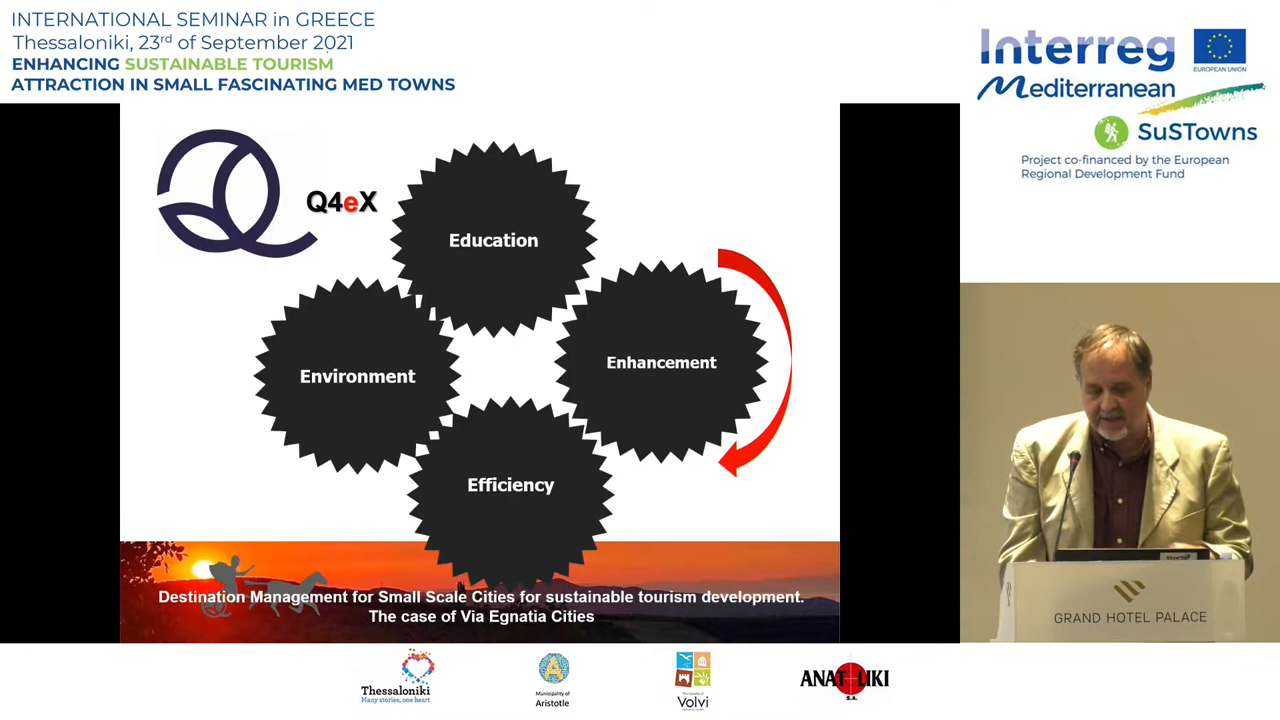 INTERNATIONAL SEMINAR in GREECE
Thessaloniki, 23rd of September 2021
ENHANCING SUSTAINABLE TOURISM
ATTRACTION IN SMALL FASCINATING MED TOWNS
Interreg
EUROPEAN UNION
Mediterranean
SuSTowns
Project co-financed by the European
Regional Development Fund
Q4eX
Education
Environment
Enhancement
Efficiency
Destination Management for Small Scale Cities for sustainable tourism development.
The case of Via Egnatia Cities
GRAND HOTEL PALACE
Thessaloniki
Many stories, one heart
Municipality of
Aristotle
Volvi
ANATOLIKI
S.A.